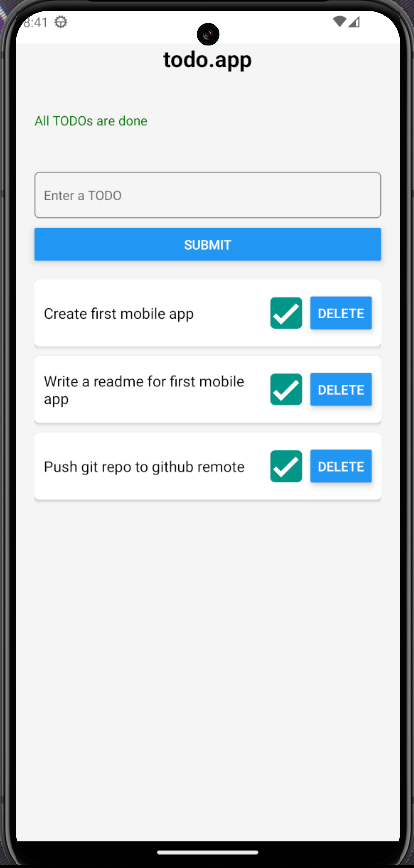 8:41
todo.app
All TODOs are done
Enter a TODO
SUBMIT
Create first mobile app
DELETE
Write a readme for first mobile
app
DELETE
Push git repo to github remote
DELETE